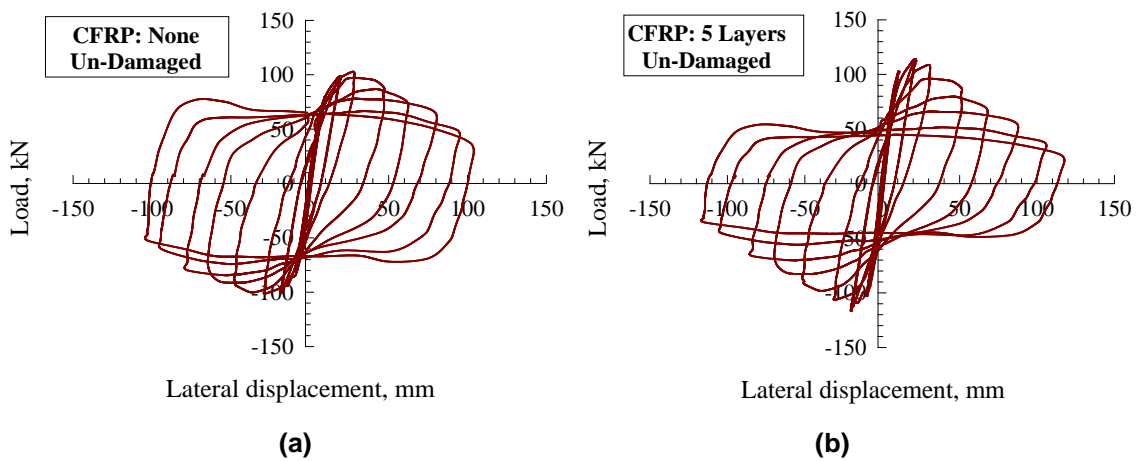 CFRP: None
Un-Damaged
150
100
50
0
-50
-100
-150
-150 -100 -50 0 50 100 150
Load, kN
Lateral displacement, mm
(a)
CFRP: 5 Layers
Un-Damaged
150
100
50
0
-50
-100
-150
-150 -100 -50 0 50 100 150
Load, kN
Lateral displacement, mm
(b)